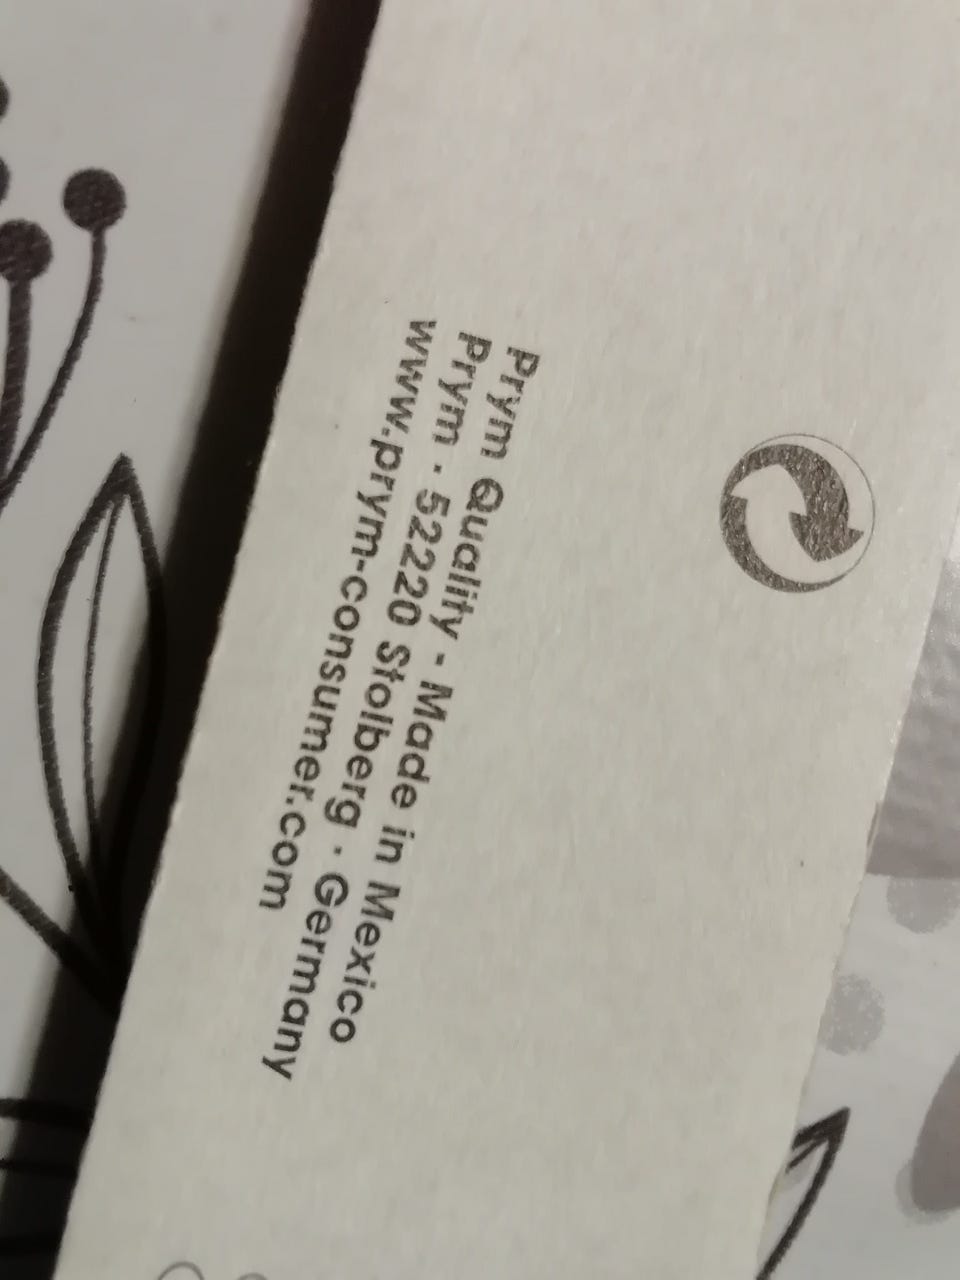 Prym Quality - Made in Mexico
Prym · 52220 Stolberg · Germany
www.prym-consumer.com